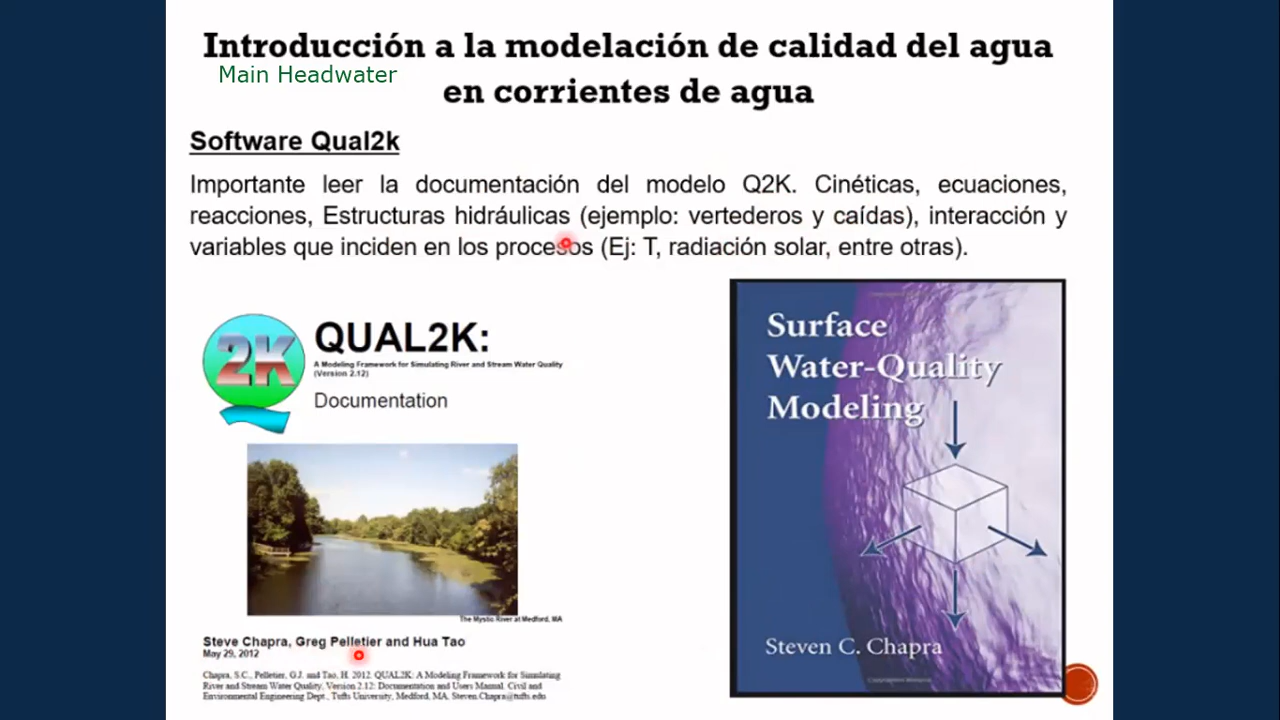 Introducción a la modelación de calidad del agua
Main Headwater
en corrientes de agua
Software Qual2k
Importante leer la documentación del modelo Q2K. Cinéticas, ecuaciones,
reacciones, Estructuras hidráulicas (ejemplo: vertederos y caídas), interacción y
variables que inciden en los procesos (Ej: T, radiación solar, entre otras).
2K
QUAL2K:
A Modeling Framework for Simulating River and Stream Water Quality
(Version 2.12)
Documentation
The Mystic River at Medford, MA
Steve Chapra, Greg Pelletier and Hua Tao
May 29, 2012
Chapra, S.C., Pelletier, G.J. and Tao, H. 2012. QUAL2K: A Modeling Framework for Simulating
River and Stream Water Quality, Version 2.12: Documentation and Users Manual. Civil and
Environmental Engineering Dept., Tufts University, Medford, MA, Steven.Chapra@tufts.edu
Surface
Water-Quality
Modeling
Steven C. Chapra